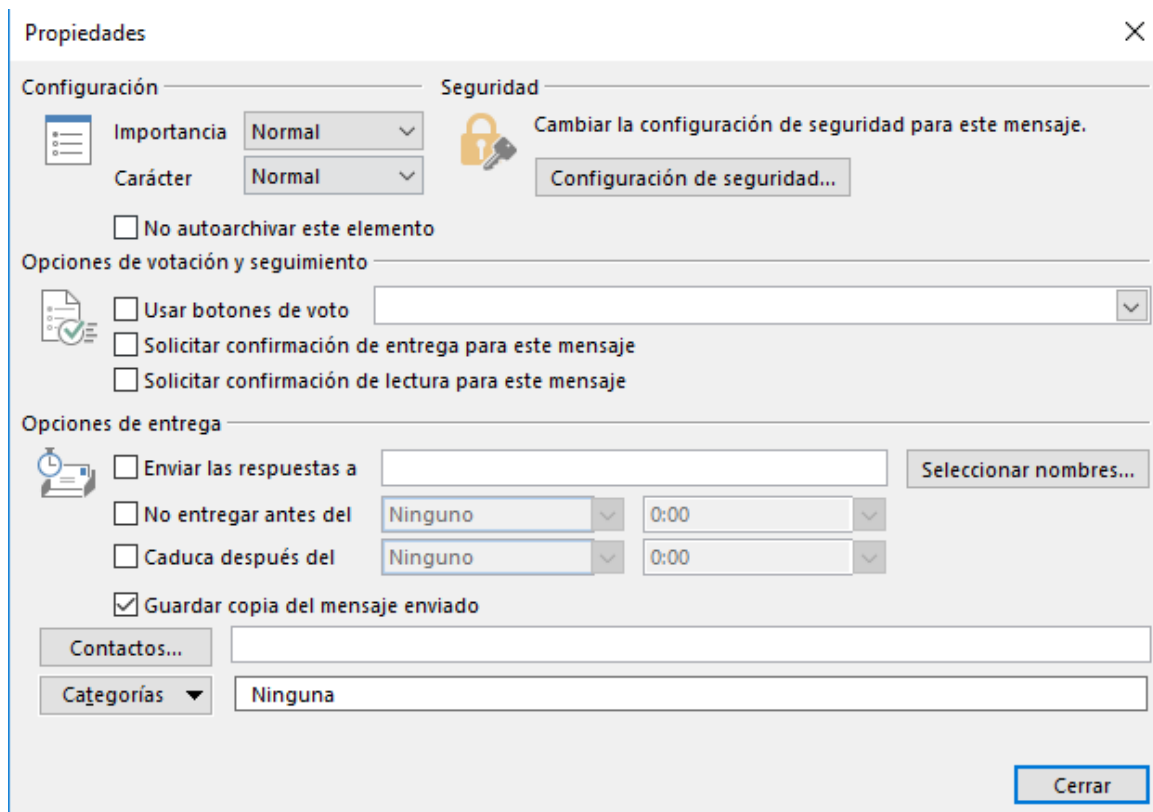 Propiedades
Configuración
Seguridad
Importancia Normal
Cambiar la configuración de seguridad para este mensaje.
Carácter Normal
Configuración de seguridad...
No autoarchivar este elemento
Opciones de votación y seguimiento
Usar botones de voto
Solicitar confirmación de entrega para este mensaje
Solicitar confirmación de lectura para este mensaje
Opciones de entrega
Enviar las respuestas a
Seleccionar nombres...
No entregar antes del Ninguno 0:00
Caduca después del Ninguno 0:00
Guardar copia del mensaje enviado
Contactos...
Categorías Ninguna
Cerrar